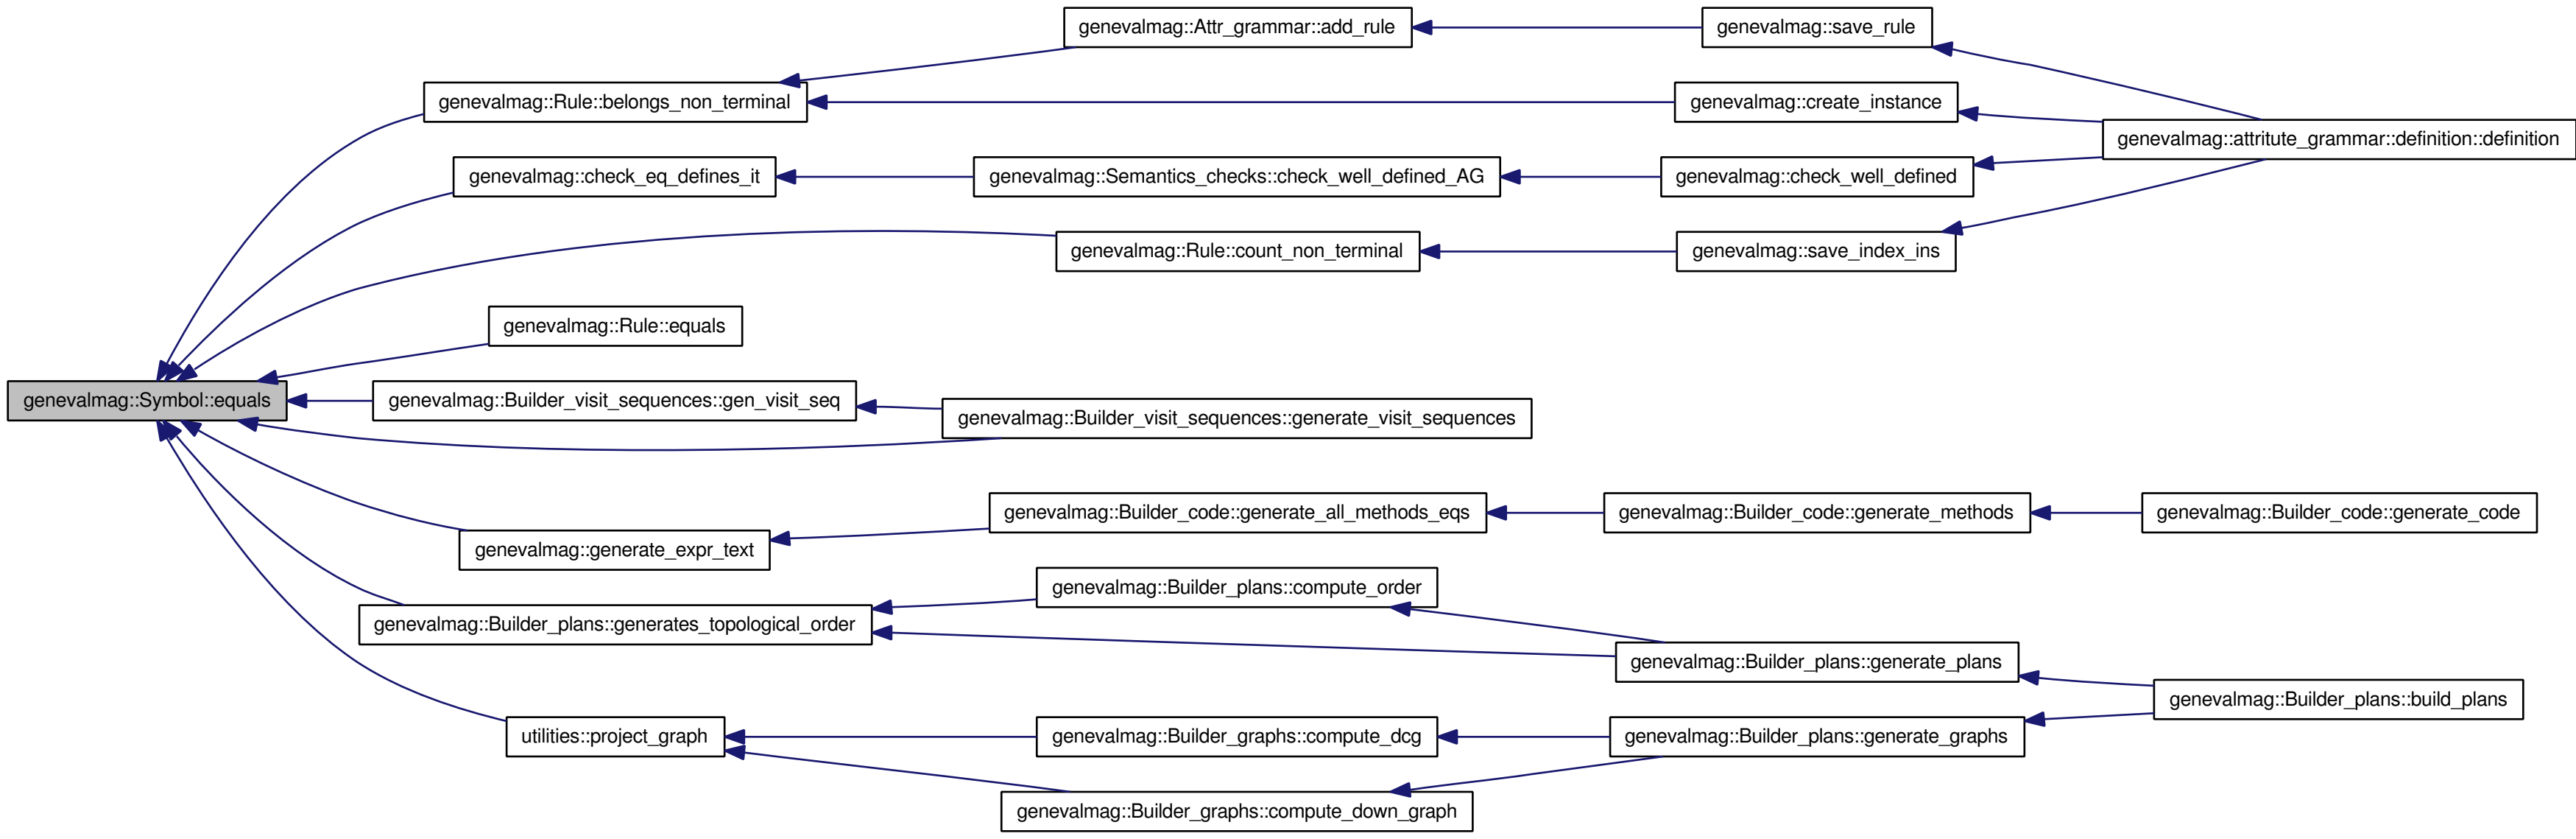 genevalmag::Attr_grammar::add_rule
genevalmag::save_rule
genevalmag::Rule::belongs_non_terminal
genevalmag::create_instance
genevalmag::attritute_grammar::definition::definition
genevalmag::check_eq_defines_it
genevalmag::Semantics_checks::check_well_defined_AG
genevalmag::check_well_defined
genevalmag::Rule::count_non_terminal
genevalmag::save_index_ins
genevalmag::Rule::equals
genevalmag::Symbol::equals
genevalmag::Builder_visit_sequences::gen_visit_seq
genevalmag::Builder_visit_sequences::generate_visit_sequences
genevalmag::Builder_code::generate_all_methods_eqs
genevalmag::Builder_code::generate_methods
genevalmag::Builder_code::generate_code
genevalmag::generate_expr_text
genevalmag::Builder_plans::compute_order
genevalmag::Builder_plans::generates_topological_order
genevalmag::Builder_plans::generate_plans
genevalmag::Builder_plans::build_plans
utilities::project_graph
genevalmag::Builder_graphs::compute_dcg
genevalmag::Builder_plans::generate_graphs
genevalmag::Builder_graphs::compute_down_graph